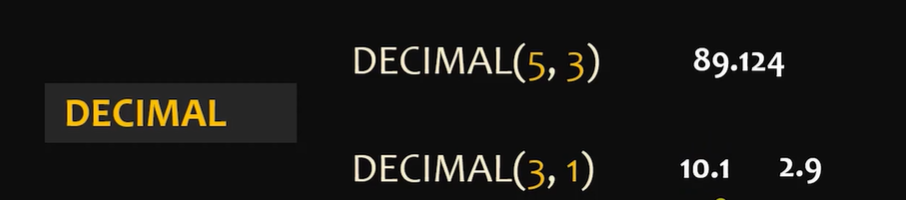 DECIMAL(5, 3) 89.124
DECIMAL
DECIMAL(3, 1) 10.1 2.9